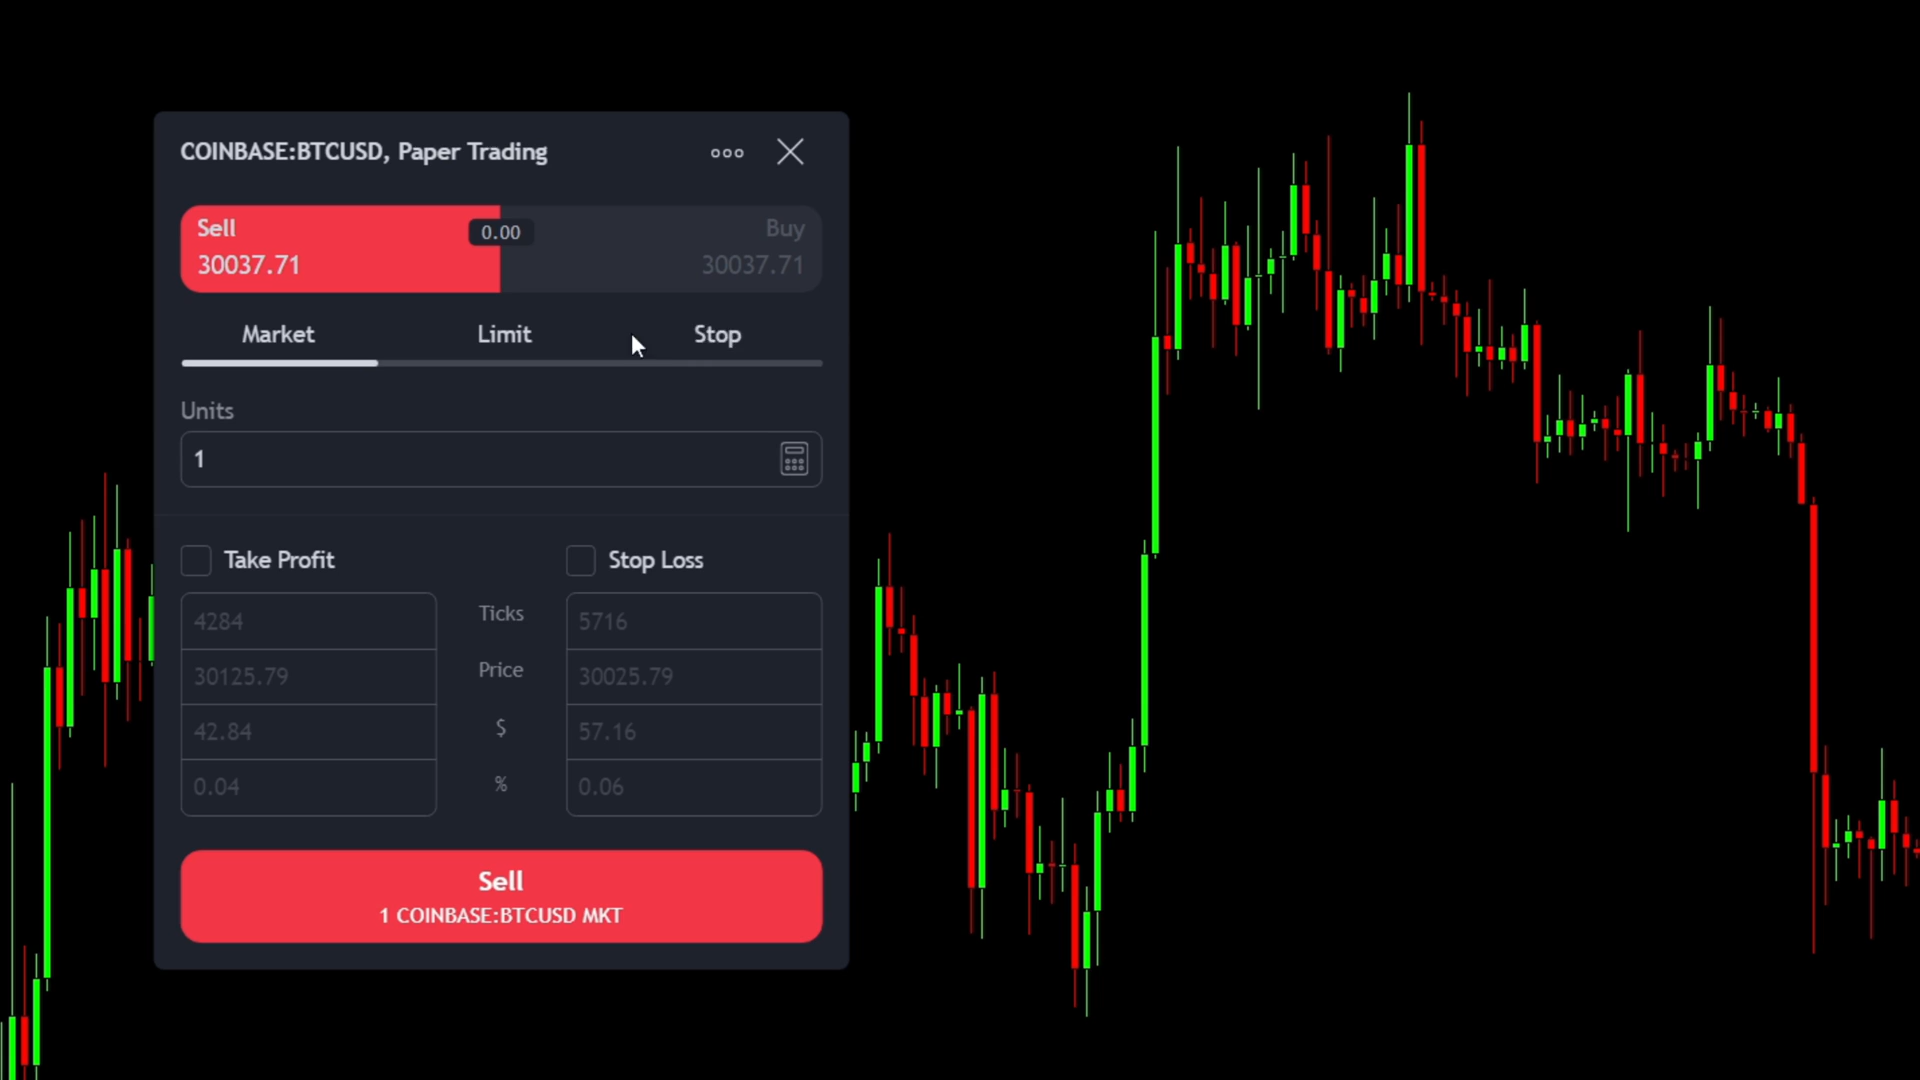 COINBASE:BTCUSD, Paper Trading
Sell
0.00
Buy
30037.71
30037.71
Market
Limit
Stop
Units
1
Take Profit
Stop Loss
4284
Ticks
5716
30125.79
Price
30025.79
42.84
$
57.16
0.04
%
0.06
Sell
1 COINBASE:BTCUSD MKT